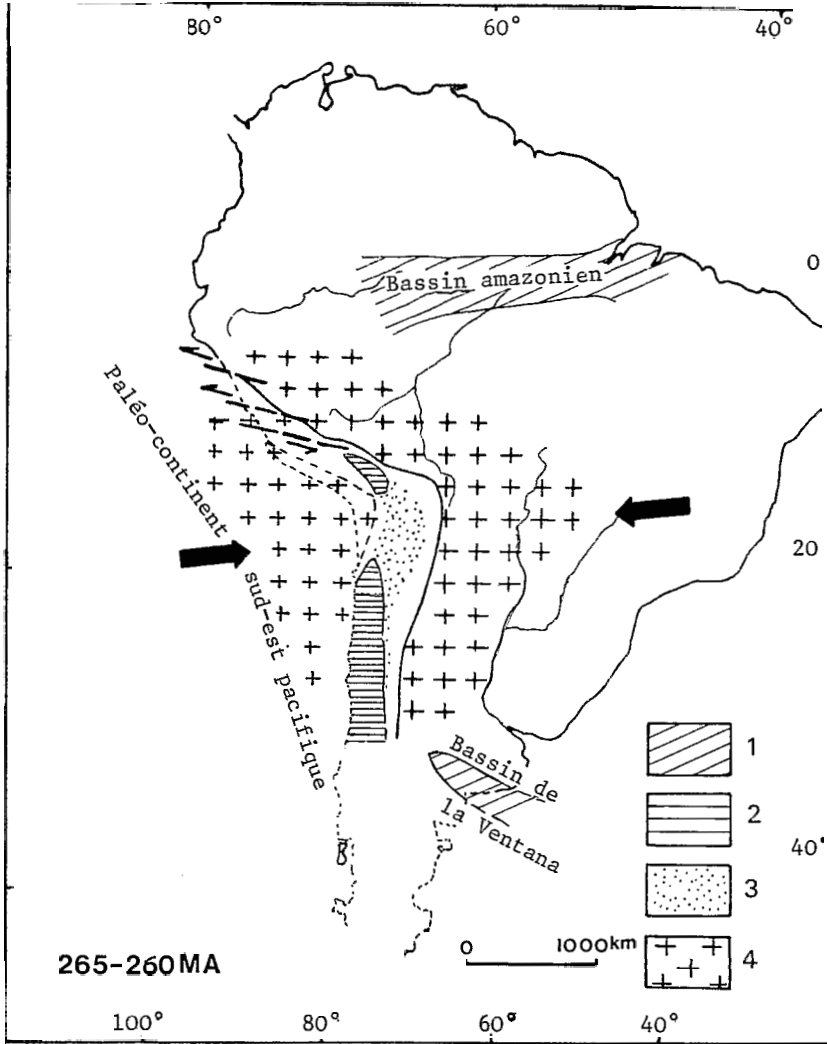 80° 60° 40°
0
Bassin amazonien
Paléo-continent
sud-est pacifique
20
Bassin de
la Ventana
1
2
3
4
40°
0 1000km
265-260MA
100° 80° 60° 40°